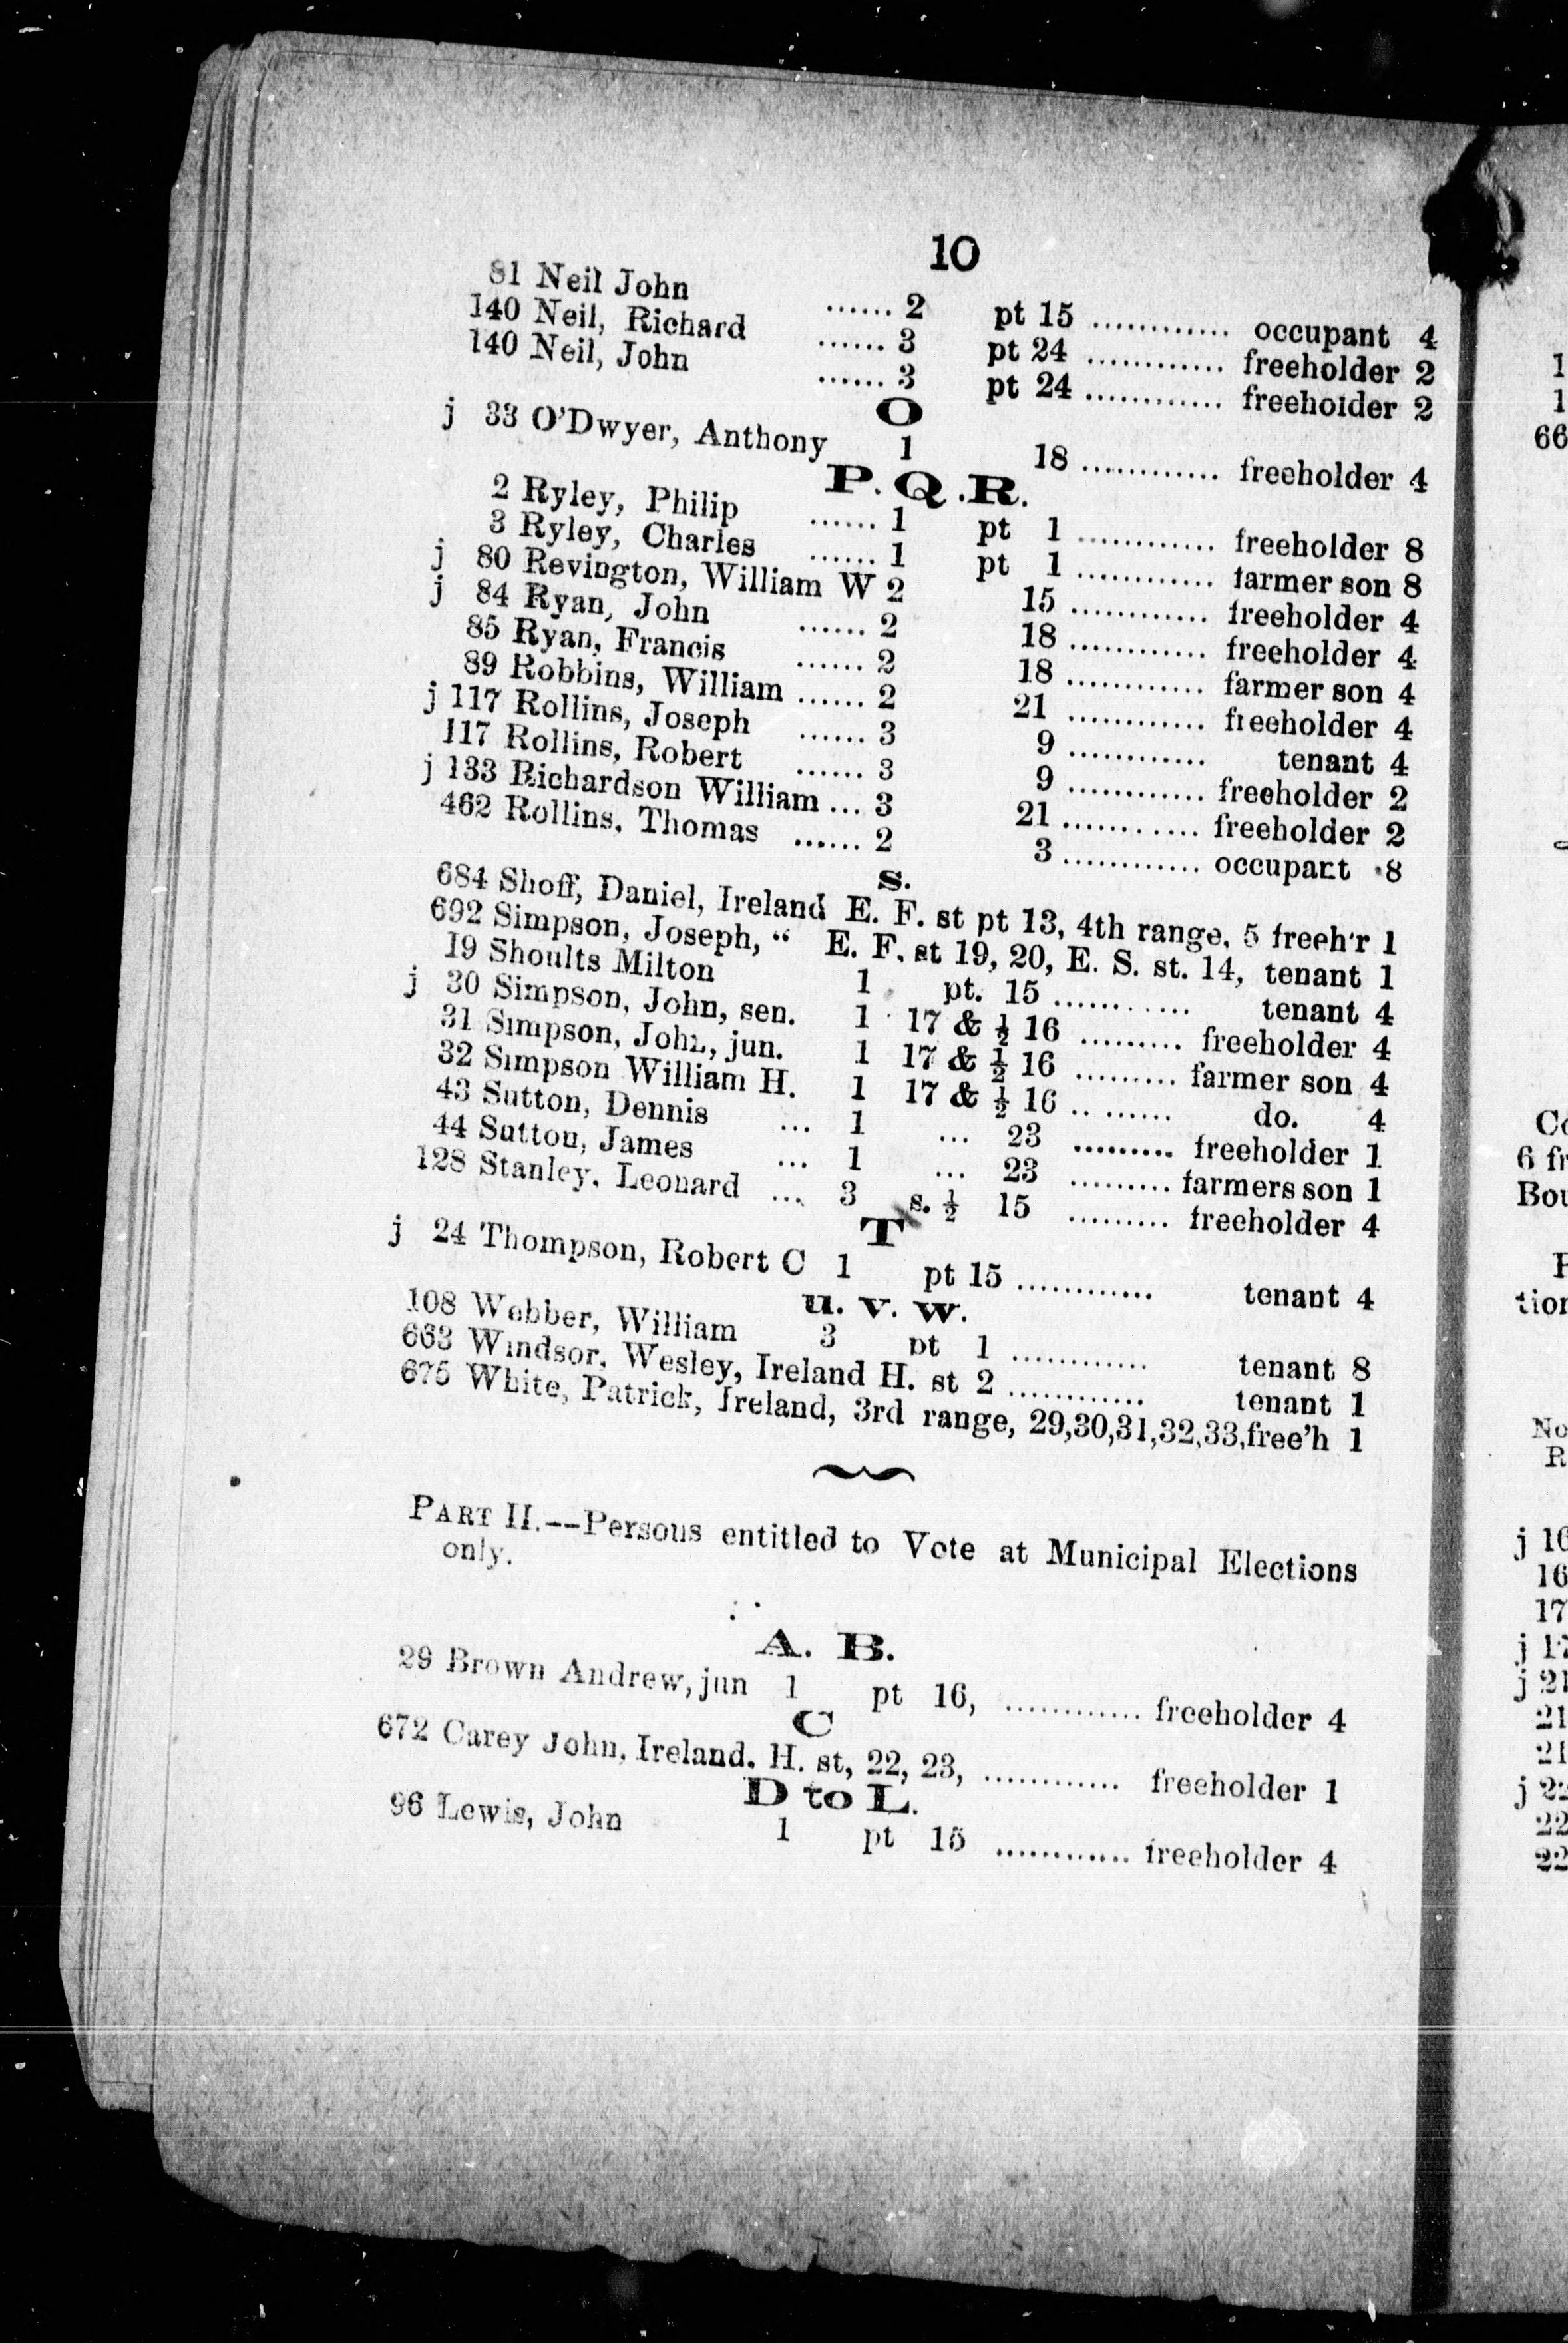 10
81 Neil John ...... 2 pt 15 ............ occupant 4
140 Neil, Richard ...... 3 pt 24 ............ freeholder 2
140 Neil, John ...... 3 pt 24 ............ freeholder 2
O
j 33 O'Dwyer, Anthony 1 18 ............ freeholder 4
P. Q .R.
2 Ryley, Philip ...... 1 pt 1 ............ freeholder 8
3 Ryley, Charles ...... 1 pt 1 ............ farmer son 8
j 80 Revington, William W 2 15 ............ freeholder 4
j 84 Ryan, John ...... 2 18 ............ freeholder 4
85 Ryan, Francis ...... 2 18 ............ farmer son 4
89 Robbins, William ...... 2 21 ............ freeholder 4
j 117 Rollins, Joseph ...... 3 9 ............ tenant 4
117 Rollins, Robert ...... 3 9 ............ freeholder 2
j 133 Richardson William ... 3 21 ............ freeholder 2
462 Rollins, Thomas ...... 2 3 ............ occupant 8
S.
684 Shoff, Daniel, Ireland E. F. st pt 13, 4th range, 5 freeh'r 1
692 Simpson, Joseph, " E. F. st 19, 20, E. S. st. 14, tenant 1
19 Shoults Milton 1 pt. 15 ............ tenant 4
j 30 Simpson, John, sen. 1 17 & ½ 16 ......... freeholder 4
31 Simpson, John, jun. 1 17 & ½ 16 ......... farmer son 4
32 Simpson William H. 1 17 & ½ 16 ........ do. 4
43 Sutton, Dennis ... 1 ... 23 ......... freeholder 1
44 Sutton, James ... 1 ... 23 ......... farmers son 1
128 Stanley, Leonard ... 3 s. ½ 15 ......... freeholder 4
T
j 24 Thompson, Robert C 1 pt 15 ............ tenant 4
U. V. W.
108 Webber, William 3 pt 1 ............ tenant 8
663 Windsor, Wesley, Ireland H. st 2 ............ tenant 1
675 White, Patrick, Ireland, 3rd range, 29,30,31,32,33,free'h 1
PART II.--Persons entitled to Vote at Municipal Elections
only.
A. B.
29 Brown Andrew, jun 1 pt 16, ............ freeholder 4
C
672 Carey John, Ireland. H. st, 22, 23, ............ freeholder 1
D to L.
96 Lewis, John 1 pt 15 ............ freeholder 4